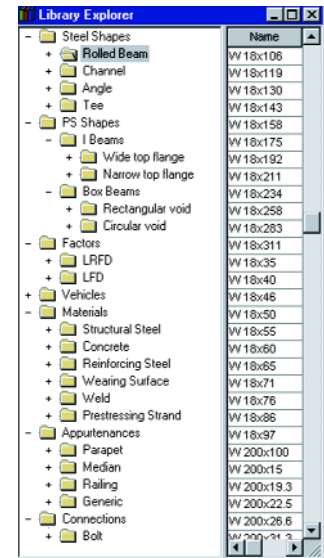 Library Explorer
Steel Shapes
Rolled Beam
Channel
Angle
Tee
PS Shapes
I Beams
Wide top flange
Narrow top flange
Box Beams
Rectangular void
Circular void
Factors
LRFD
LFD
Vehicles
Materials
Structural Steel
Concrete
Reinforcing Steel
Wearing Surface
Weld
Prestressing Strand
Appurtenances
Parapet
Median
Railing
Generic
Connections
Bolt
Name
W 18x106
W 18x119
W 18x130
W 18x143
W 18x158
W 18x175
W 18x192
W 18x211
W 18x234
W 18x258
W 18x283
W 18x311
W 18x35
W 18x40
W 18x46
W 18x50
W 18x55
W 18x60
W 18x65
W 18x71
W 18x76
W 18x86
W 18x97
W 200x100
W 200x15
W 200x19.3
W 200x22.5
W 200x26.6
W 200x31.3